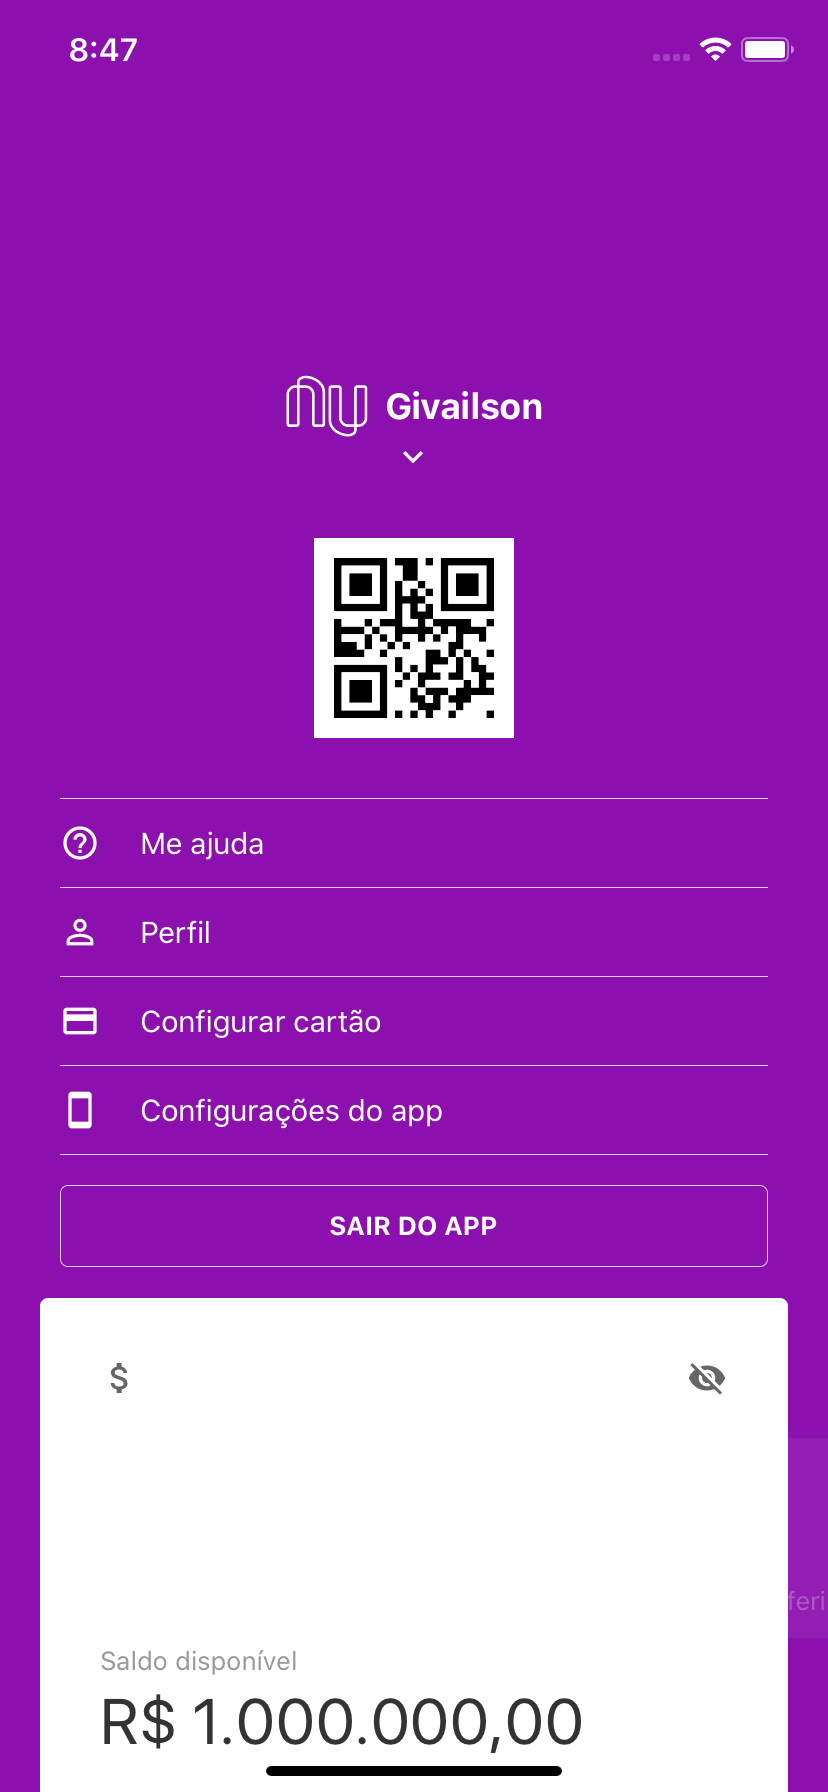 8:47
nu Givailson
Me ajuda
Perfil
Configurar cartão
Configurações do app
SAIR DO APP
$
feri
Saldo disponível
R$ 1.000.000,00